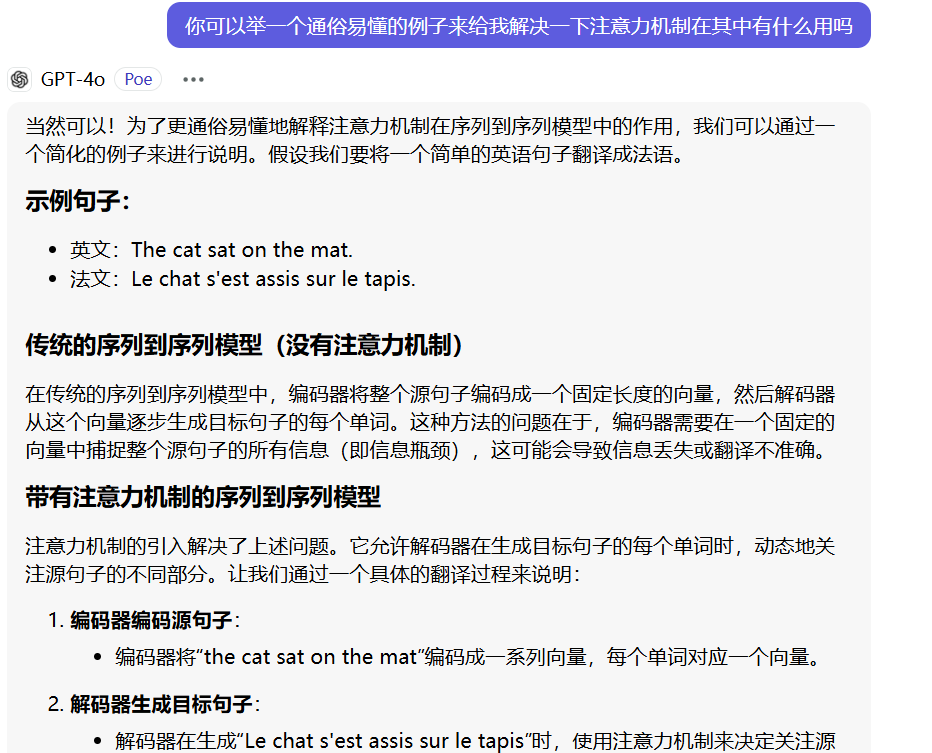 你可以举一个通俗易懂的例子来给我解决一下注意力机制在其中有什么用吗
GPT-4o Poe
当然可以！为了更通俗易懂地解释注意力机制在序列到序列模型中的作用，我们可以通过一
个简化的例子来进行说明。假设我们要将一个简单的英语句子翻译成法语。
示例句子：
• 英文：The cat sat on the mat.
• 法文：Le chat s'est assis sur le tapis.
传统的序列到序列模型（没有注意力机制）
在传统的序列到序列模型中，编码器将整个源句子编码成一个固定长度的向量，然后解码器
从这个向量逐步生成目标句子的每个单词。这种方法的问题在于，编码器需要在一个固定的
向量中捕捉整个源句子的所有信息（即信息瓶颈），这可能会导致信息丢失或翻译不准确。
带有注意力机制的序列到序列模型
注意力机制的引入解决了上述问题。它允许解码器在生成目标句子的每个单词时，动态地关
注源句子的不同部分。让我们通过一个具体的翻译过程来说明：
1. 编码器编码源句子：
• 编码器将“the cat sat on the mat”编码成一系列向量，每个单词对应一个向量。
2. 解码器生成目标句子：
• 解码器在生成“Le chat s'est assis sur le tapis”时，使用注意力机制来决定关注源